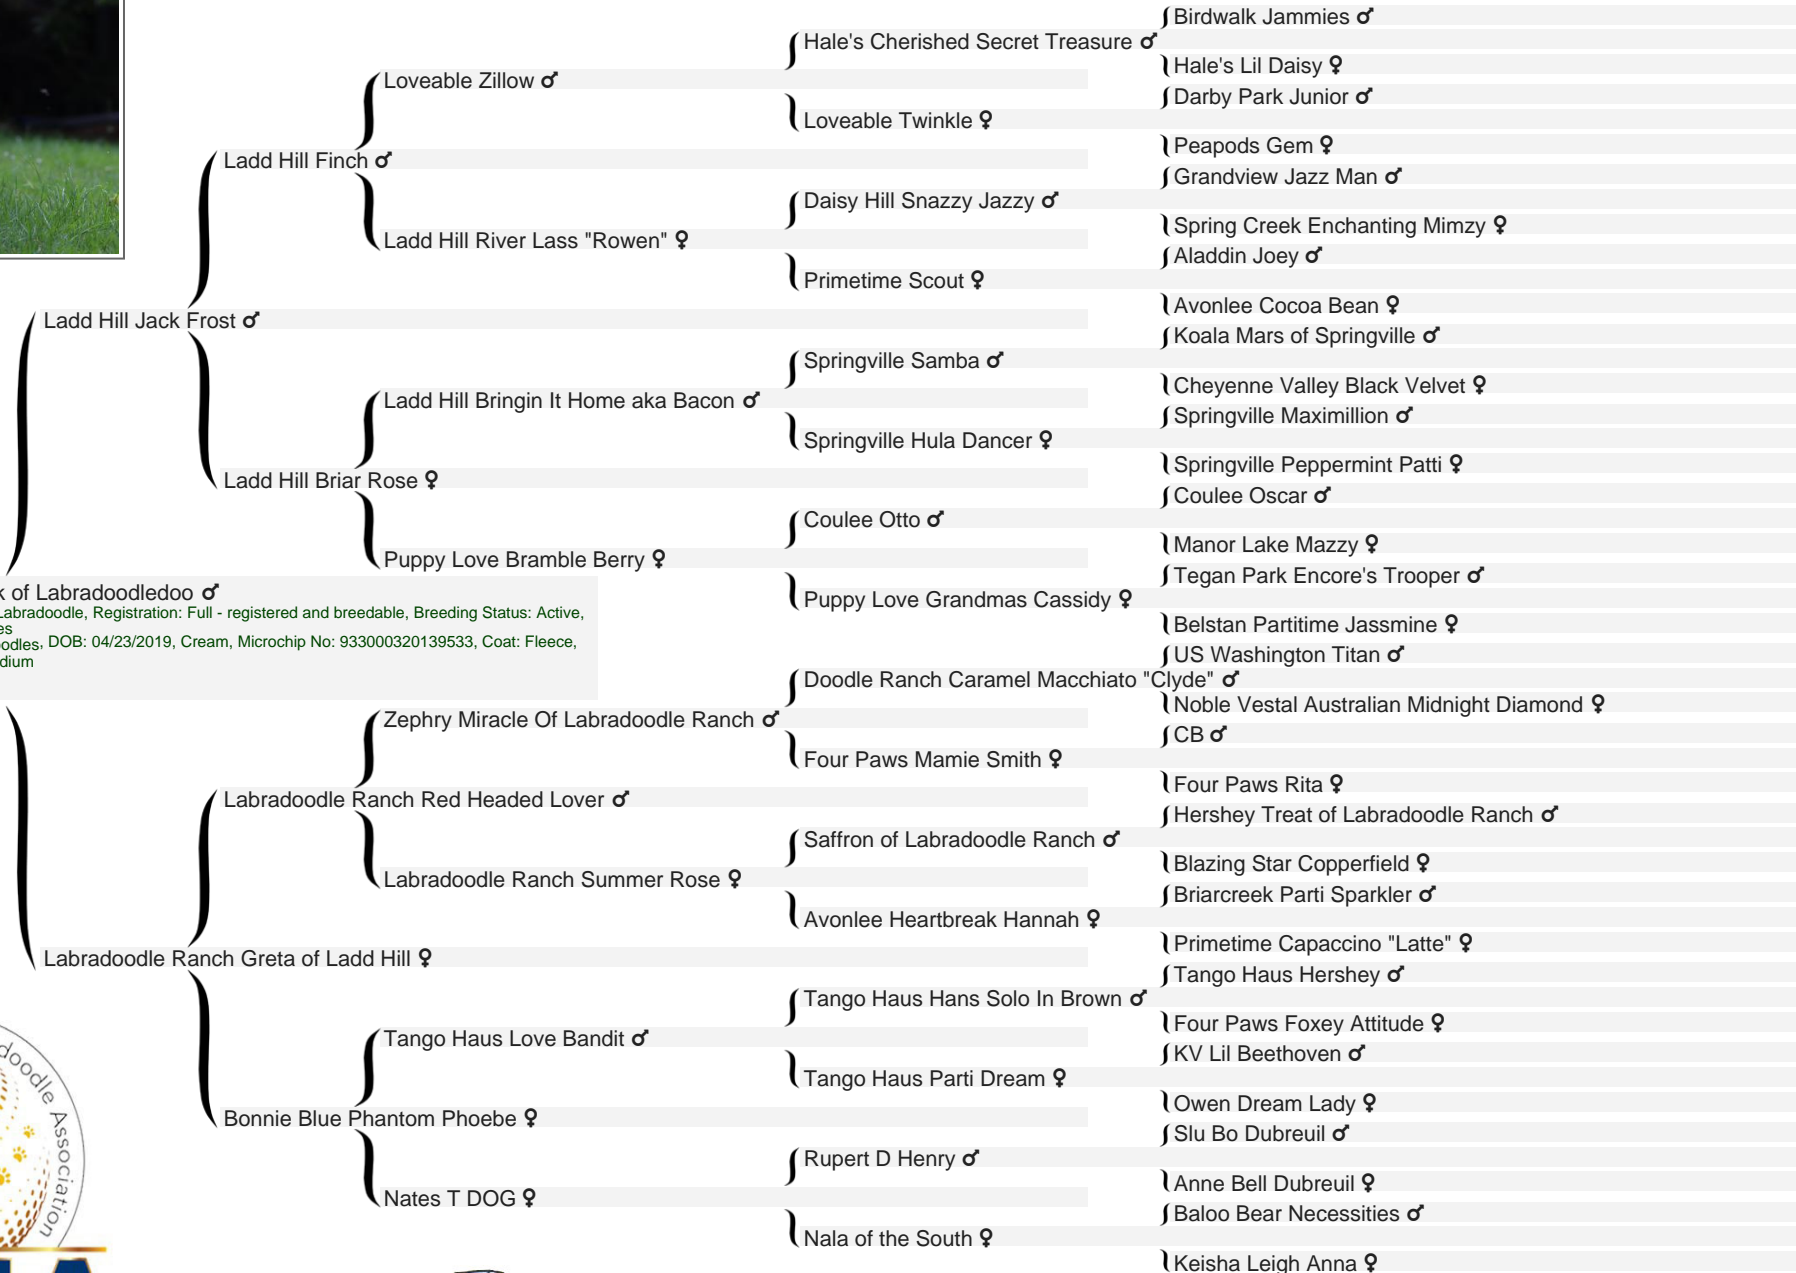 Birdwalk Jammies ♂
Hale's Cherished Secret Treasure ♂
Hale's Lil Daisy ♀
Loveable Zillow ♂
Darby Park Junior ♂
Loveable Twinkle ♀
Peapods Gem ♀
Ladd Hill Finch ♂
Grandview Jazz Man ♂
Daisy Hill Snazzy Jazzy ♂
Spring Creek Enchanting Mimzy ♀
Ladd Hill River Lass "Rowen" ♀
Aladdin Joey ♂
Primetime Scout ♀
Avonlee Cocoa Bean ♀
Ladd Hill Jack Frost ♂
Koala Mars of Springville ♂
Springville Samba ♂
Cheyenne Valley Black Velvet ♀
Ladd Hill Bringin It Home aka Bacon ♂
Springville Maximillion ♂
Springville Hula Dancer ♀
Springville Peppermint Patti ♀
Ladd Hill Briar Rose ♀
Coulee Oscar ♂
Coulee Otto ♂
Manor Lake Mazzy ♀
Puppy Love Bramble Berry ♀
Tegan Park Encore's Trooper ♂
Puppy Love Grandmas Cassidy ♀
Belstan Partitime Jassmine ♀
k of Labradoodledoo ♂
Labradoodle, Registration: Full - registered and breedable, Breeding Status: Active,
es
oodles, DOB: 04/23/2019, Cream, Microchip No: 933000320139533, Coat: Fleece,
dium
US Washington Titan ♂
Doodle Ranch Caramel Macchiato "Clyde" ♂
Noble Vestal Australian Midnight Diamond ♀
Zephry Miracle Of Labradoodle Ranch ♂
CB ♂
Four Paws Mamie Smith ♀
Four Paws Rita ♀
Labradoodle Ranch Red Headed Lover ♂
Hershey Treat of Labradoodle Ranch ♂
Saffron of Labradoodle Ranch ♂
Blazing Star Copperfield ♀
Labradoodle Ranch Summer Rose ♀
Briarcreek Parti Sparkler ♂
Avonlee Heartbreak Hannah ♀
Primetime Capaccino "Latte" ♀
Labradoodle Ranch Greta of Ladd Hill ♀
Tango Haus Hershey ♂
Tango Haus Hans Solo In Brown ♂
Four Paws Foxey Attitude ♀
Tango Haus Love Bandit ♂
KV Lil Beethoven ♂
Tango Haus Parti Dream ♀
Owen Dream Lady ♀
Bonnie Blue Phantom Phoebe ♀
Slu Bo Dubreuil ♂
Rupert D Henry ♂
Anne Bell Dubreuil ♀
Nates T DOG ♀
Baloo Bear Necessities ♂
Nala of the South ♀
Keisha Leigh Anna ♀
doodle Association